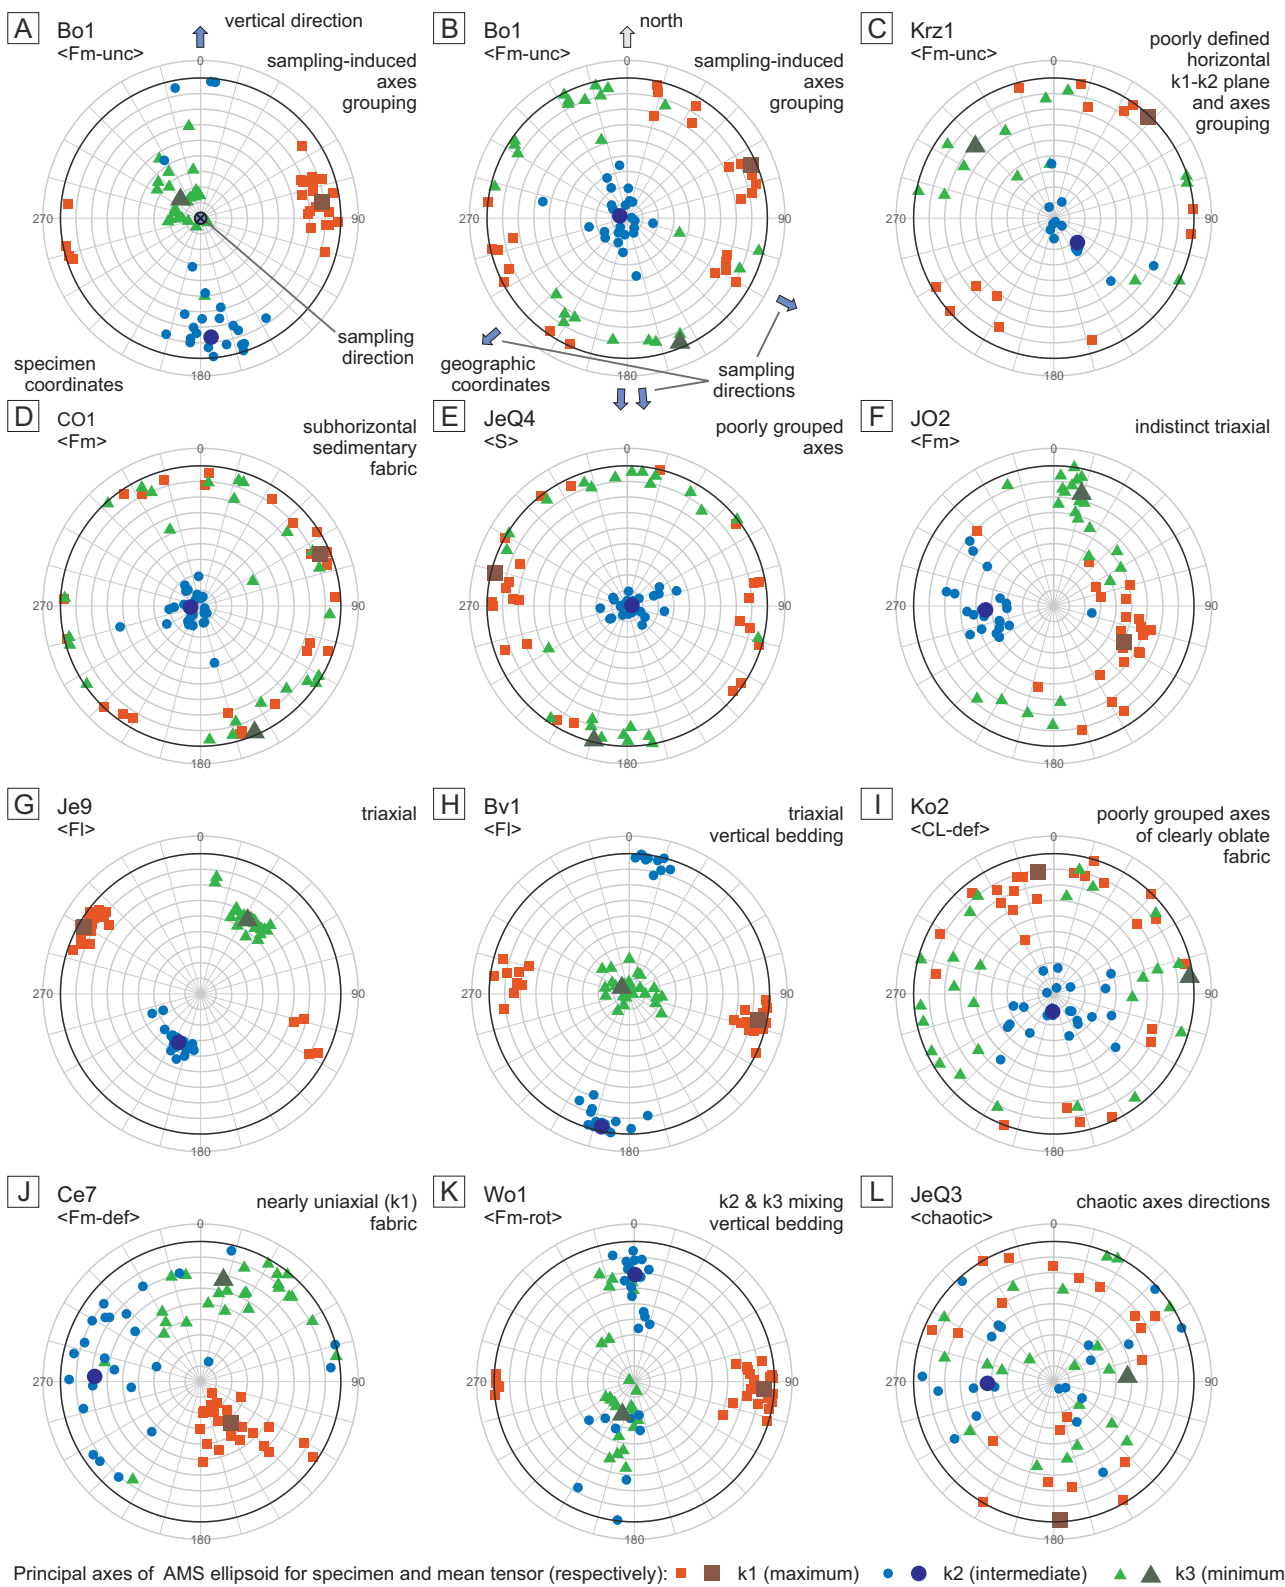 A
Bo1
<Fm-unc>
vertical direction
sampling-induced
axes
grouping
0
90
180
270
sampling
direction
specimen
coordinates
B
Bo1
<Fm-unc>
north
sampling-induced
axes
grouping
0
90
180
270
geographic
coordinates
sampling
directions
C
Krz1
<Fm-unc>
poorly defined
horizontal
k1-k2 plane
and axes
grouping
0
90
180
270
D
CO1
<Fm>
subhorizontal
sedimentary
fabric
0
90
180
270
E
JeQ4
<S>
poorly grouped
axes
0
90
180
270
F
JO2
<Fm>
indistinct triaxial
0
90
180
270
G
Je9
<Fl>
triaxial
0
90
180
270
H
Bv1
<Fl>
triaxial
vertical bedding
0
90
180
270
I
Ko2
<CL-def>
poorly grouped axes
of clearly oblate
fabric
0
90
180
270
J
Ce7
<Fm-def>
nearly uniaxial (k1)
fabric
0
90
180
270
K
Wo1
<Fm-rot>
k2 & k3 mixing
vertical bedding
0
90
180
270
L
JeQ3
<chaotic>
chaotic axes directions
0
90
180
270
Principal axes of AMS ellipsoid for specimen and mean tensor (respectively): k1 (maximum) k2 (intermediate) k3 (minimum